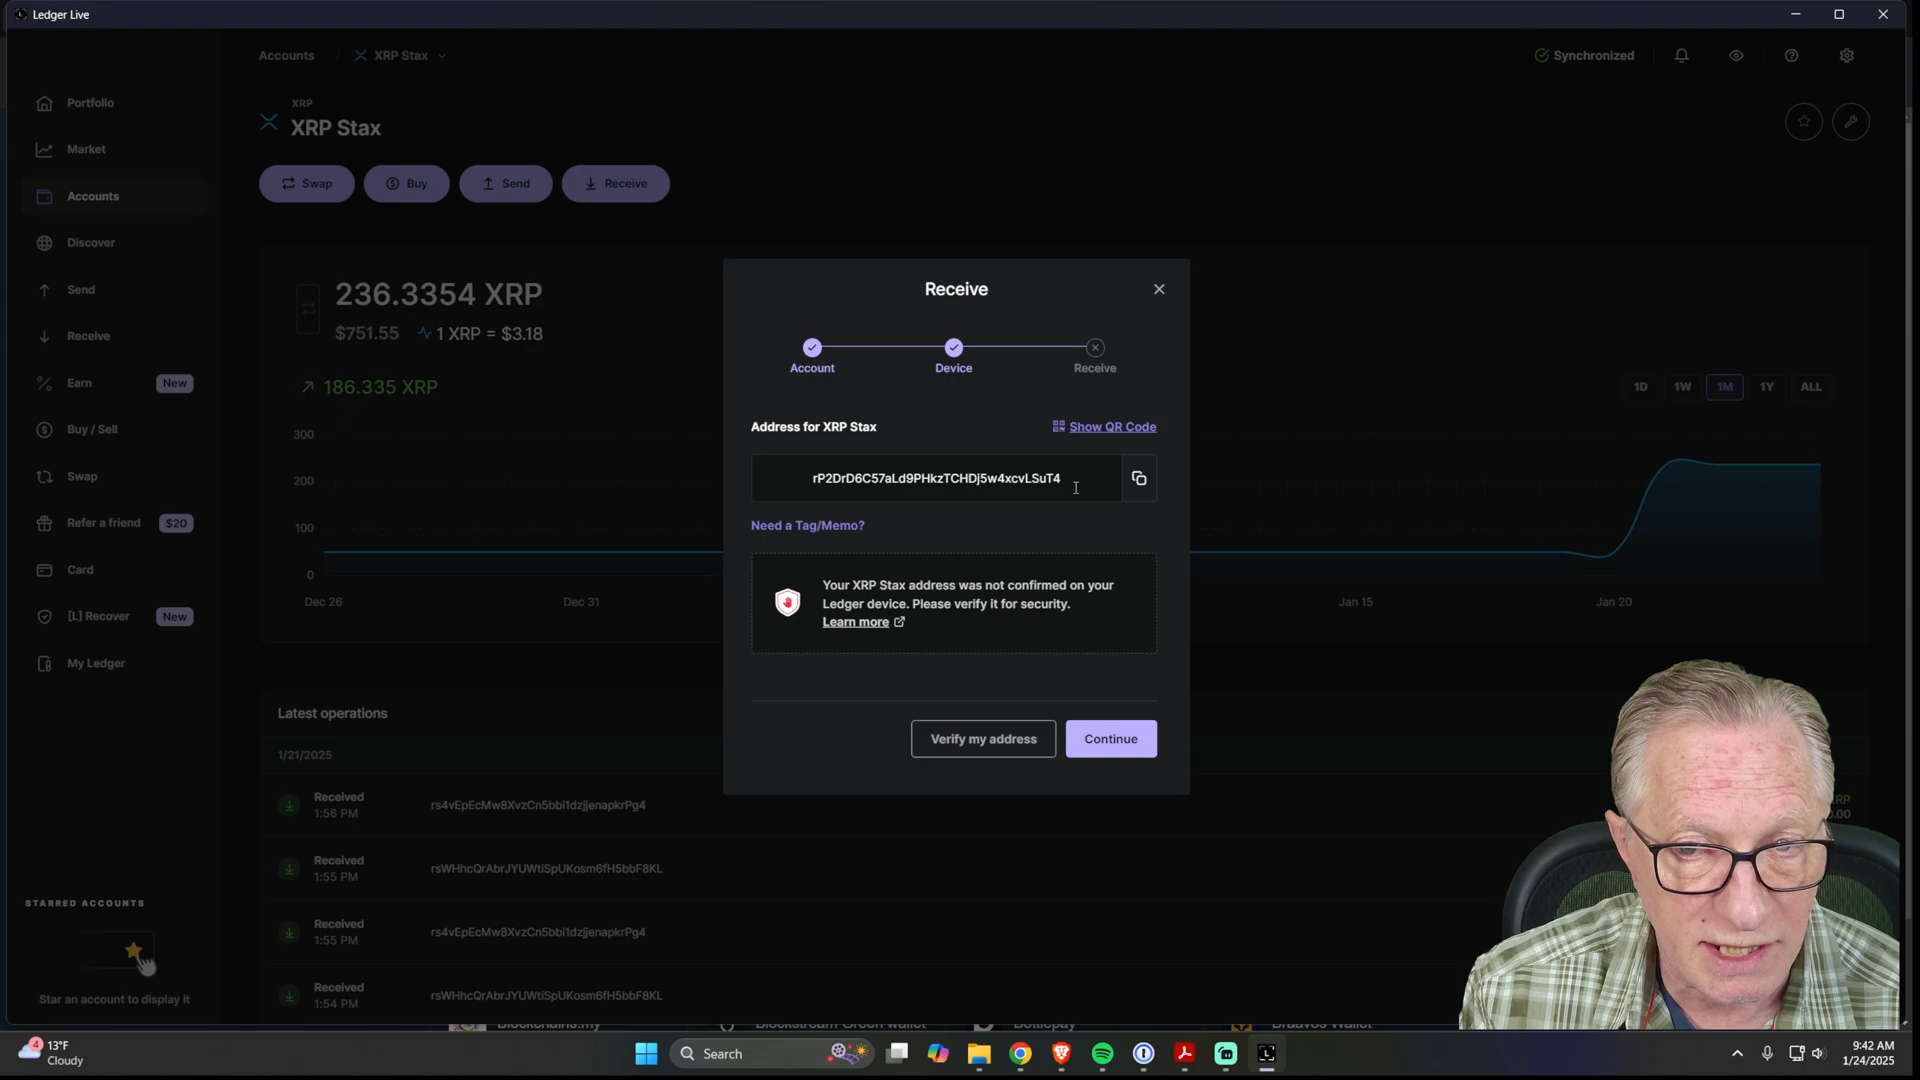 Ledger Live
Accounts / XRP Stax
Synchronized
Portfolio
Market
Accounts
Discover
Send
Receive
Earn New
Buy / Sell
Swap
Refer a friend $20
Card
[L] Recover New
My Ledger
STARRED ACCOUNTS
Star an account to display it
XRP
XRP Stax
Swap
Buy
Send
Receive
236.3354 XRP
$751.55 1 XRP = $3.18
186.335 XRP
1D 1W 1M 1Y ALL
300
200
100
0
Dec 26 Dec 31 Jan 15 Jan 20
Receive
Account Device Receive
Address for XRP Stax Show QR Code
rP2DrD6C57aLd9PHkzTCHDj5w4xcvLSuT4
Need a Tag/Memo?
Your XRP Stax address was not confirmed on your
Ledger device. Please verify it for security.
Learn more
Verify my address Continue
Latest operations
1/21/2025
Received
1:56 PM
rs4vEpEcMw8XvzCn5bbi1dzjjenapkrPg4
Received
1:55 PM
rsWHhcQrAbrJYUWtiSpUKosm6fH5bbF8KL
Received
1:55 PM
rs4vEpEcMw8XvzCn5bbi1dzjjenapkrPg4
Received
1:54 PM
rsWHhcQrAbrJYUWtiSpUKosm6fH5bbF8KL
4
13°F
Cloudy
Search
9:42 AM
1/24/2025